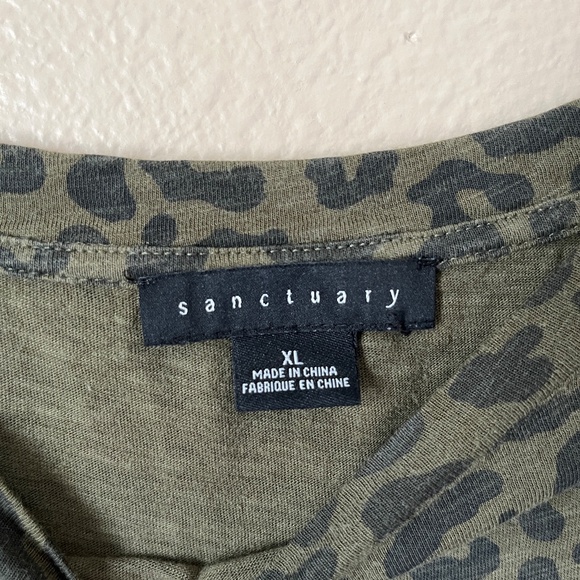 sanctuary
XL
MADE IN CHINA
FABRIQUE EN CHINE